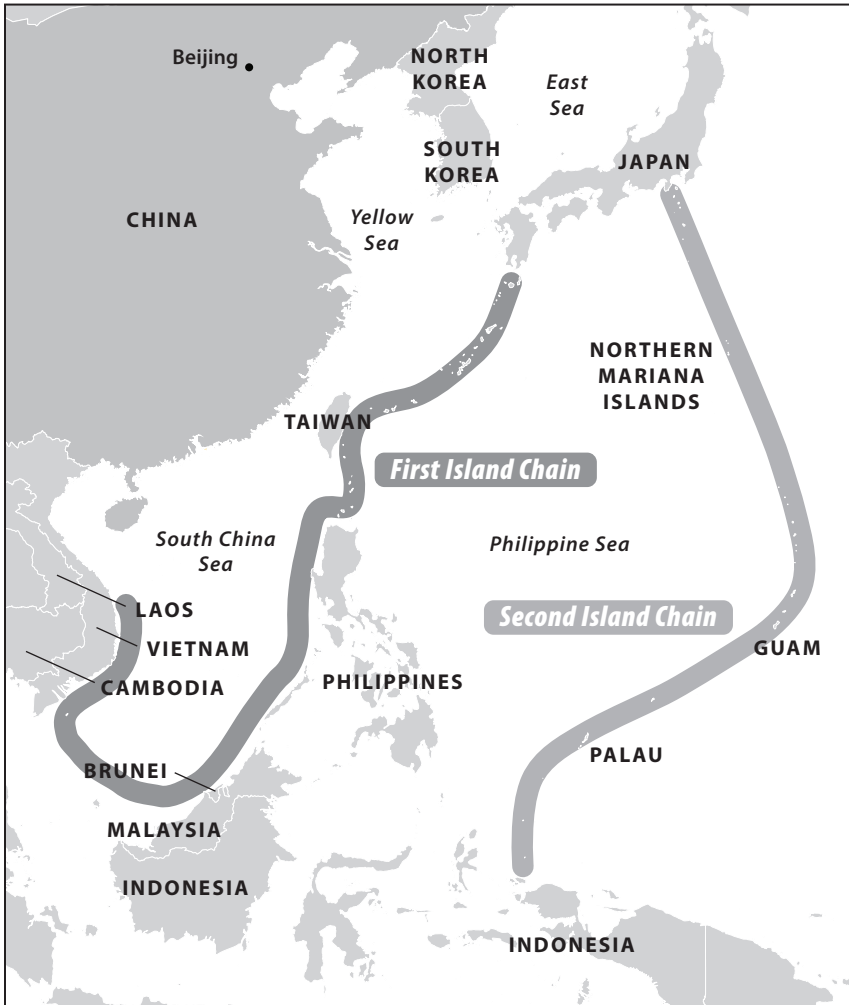 Beijing
NORTH
KOREA
East
Sea
SOUTH
KOREA
JAPAN
CHINA
Yellow
Sea
NORTHERN
MARIANA
ISLANDS
TAIWAN
First Island Chain
South China
Sea
Philippine Sea
LAOS
Second Island Chain
VIETNAM
GUAM
CAMBODIA
PHILIPPINES
PALAU
BRUNEI
MALAYSIA
INDONESIA
INDONESIA